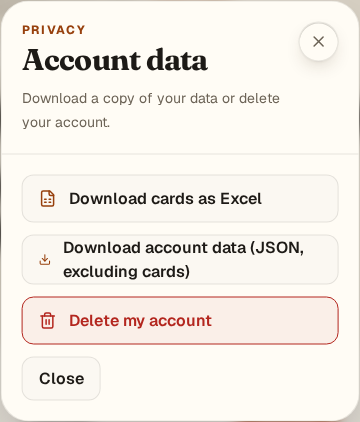 PRIVACY
Account data
Download a copy of your data or delete
your account.
Download cards as Excel
Download account data (JSON,
excluding cards)
Delete my account
Close